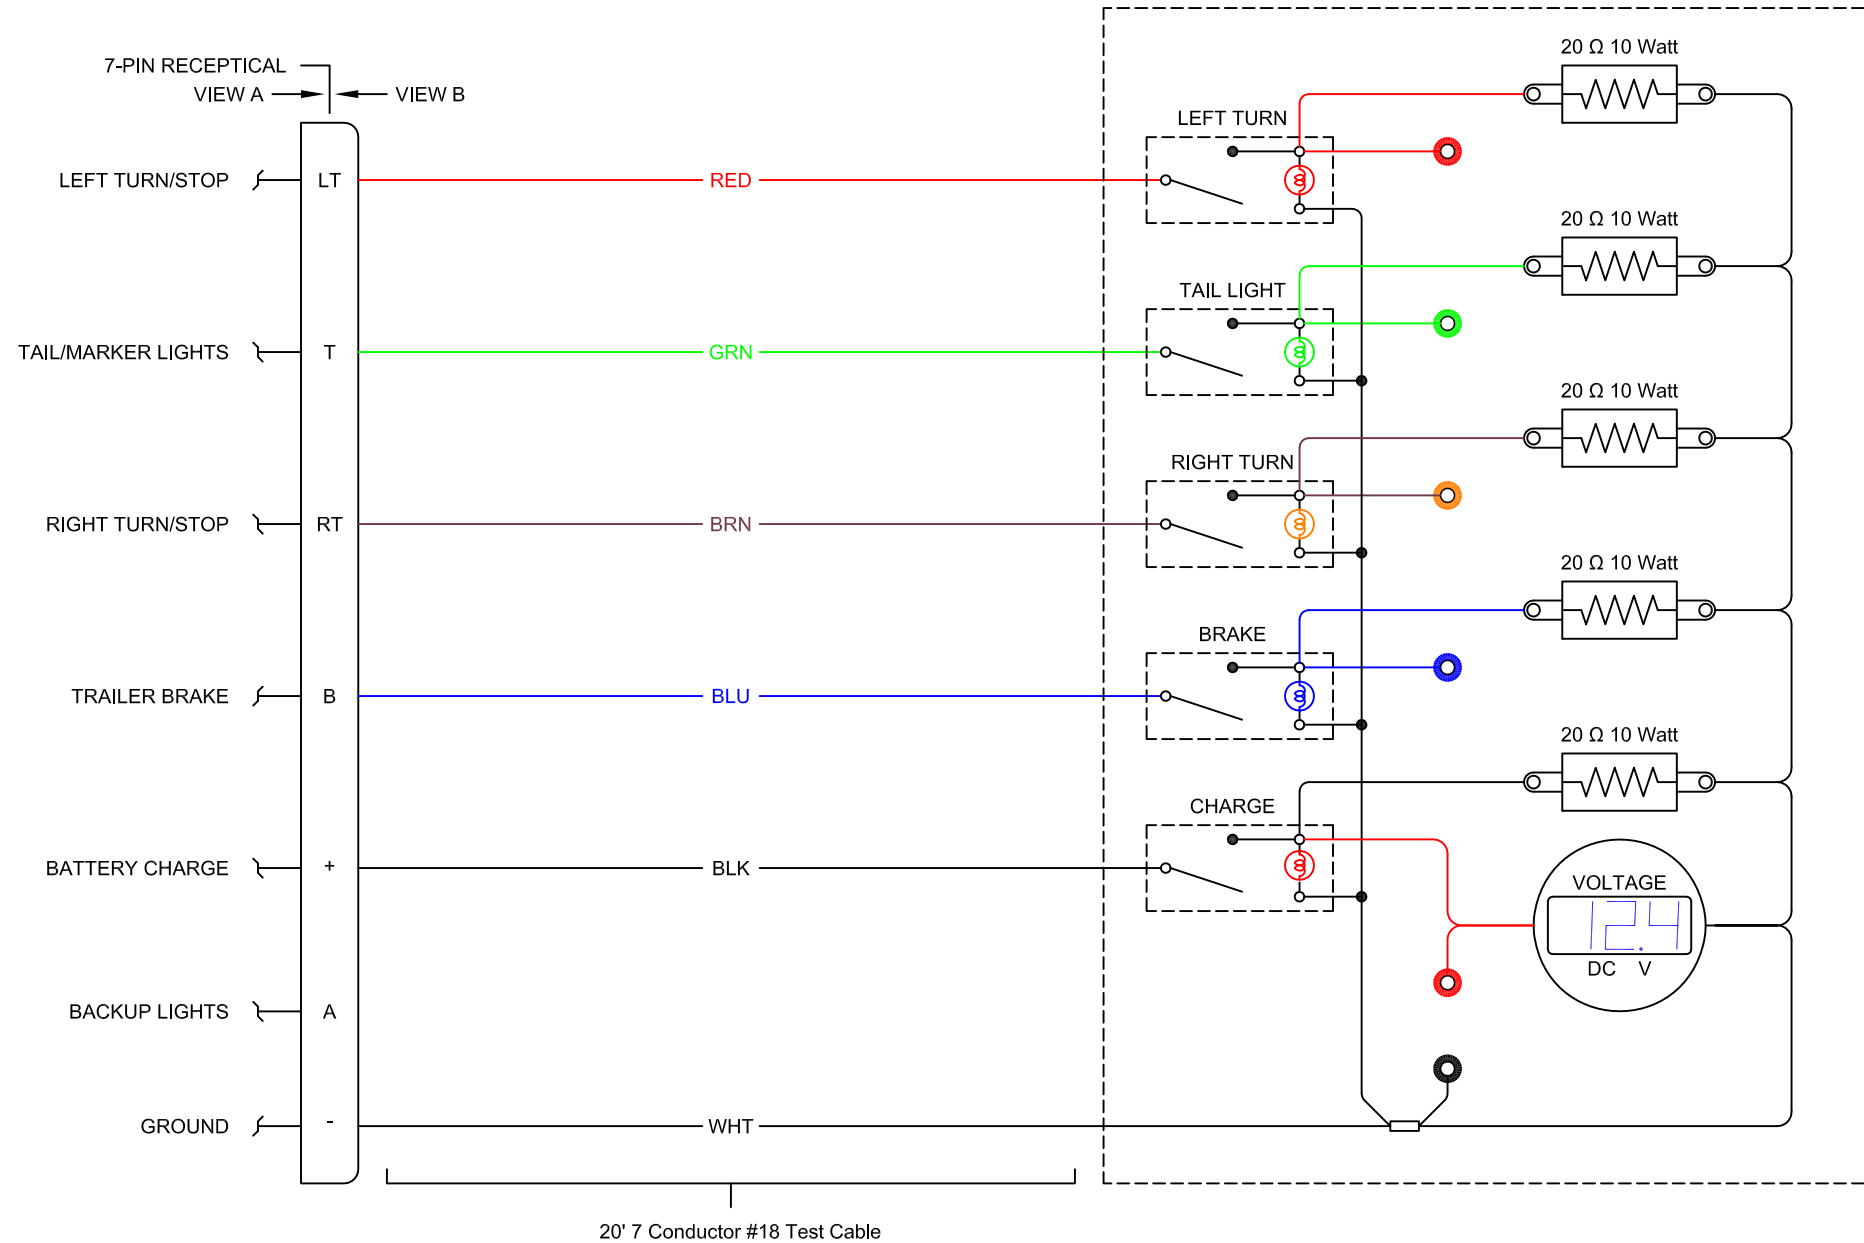 7-PIN RECEPTICAL
VIEW A
VIEW B
LEFT TURN/STOP
LT
RED
LEFT TURN
20 Ω 10 Watt
TAIL/MARKER LIGHTS
T
GRN
TAIL LIGHT
20 Ω 10 Watt
RIGHT TURN/STOP
RT
BRN
RIGHT TURN
20 Ω 10 Watt
TRAILER BRAKE
B
BLU
BRAKE
20 Ω 10 Watt
BATTERY CHARGE
+
BLK
CHARGE
20 Ω 10 Watt
VOLTAGE
12.4
DC V
BACKUP LIGHTS
A
GROUND
-
WHT
20' 7 Conductor #18 Test Cable